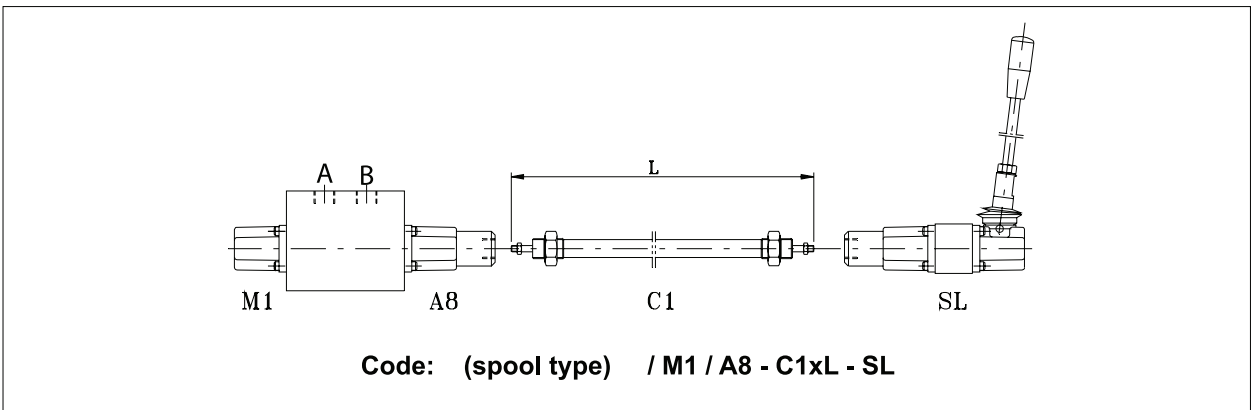 A B
L
M1 A8 C1 SL
Code: (spool type) / M1 / A8 - C1xL - SL